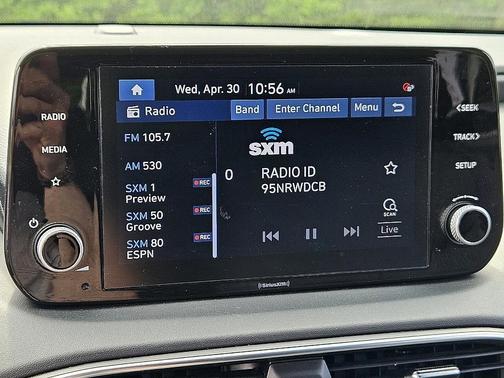 Wed, Apr. 30 10:56 AM
Radio Band Enter Channel Menu
RADIO
MEDIA
<SEEK
TRACK>
SETUP
FM 105.7
AM 530
SXM 1 REC
Preview
SXM 50 REC
Groove
SXM 80 REC
ESPN
sxm
0 RADIO ID
95NRWDCB
SCAN
Live
SiriusXM